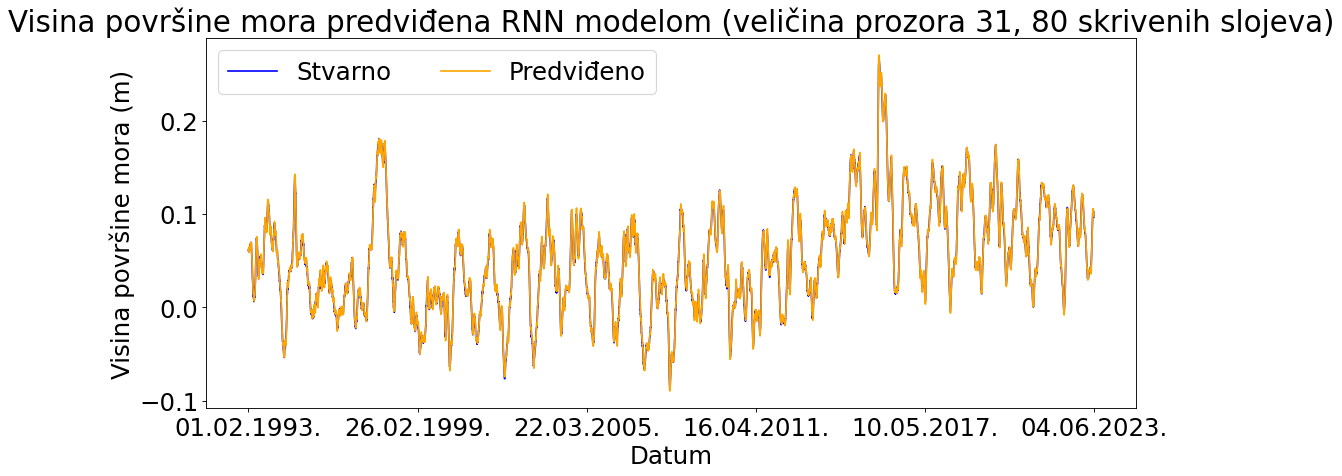 Visina površine mora predviđena RNN modelom (veličina prozora 31, 80 skrivenih slojeva)
Stvarno Predviđeno
Visina površine mora (m)
0.2
0.1
0.0
−0.1
01.02.1993. 26.02.1999. 22.03.2005. 16.04.2011. 10.05.2017. 04.06.2023.
Datum